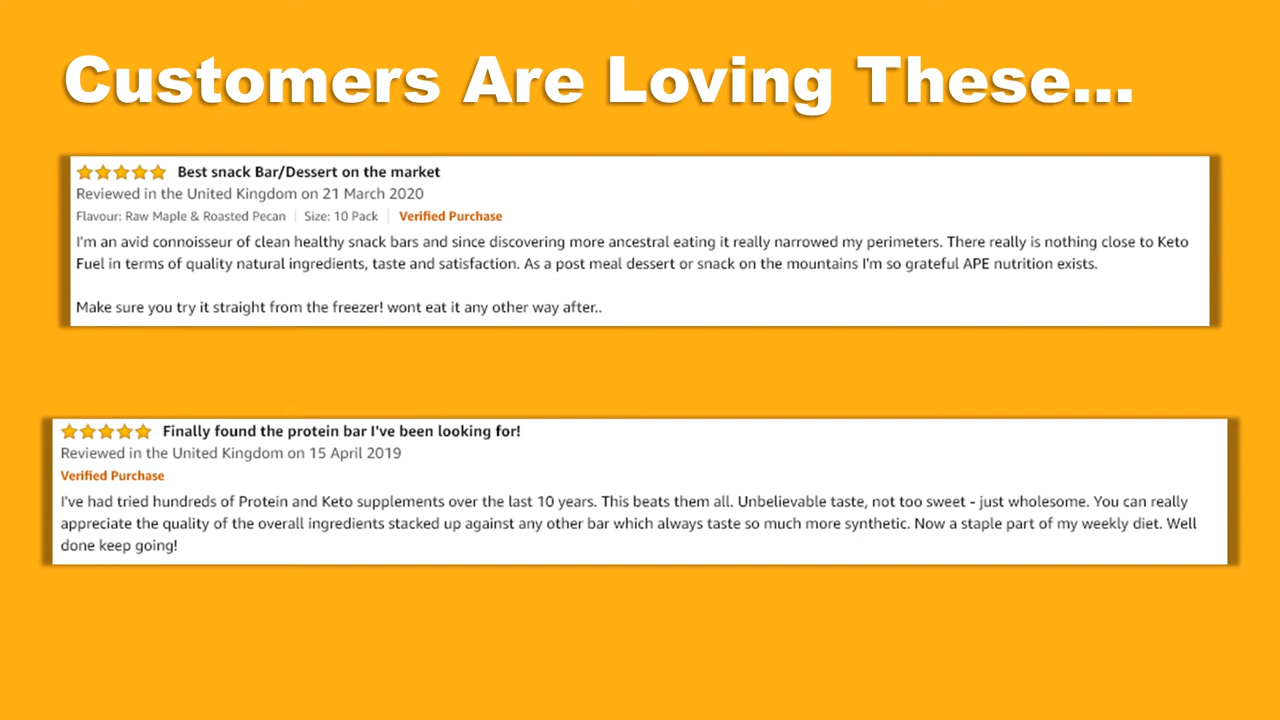 Customers Are Loving These...
Best snack Bar/Dessert on the market
Reviewed in the United Kingdom on 21 March 2020
Flavour: Raw Maple & Roasted Pecan | Size: 10 Pack | Verified Purchase
I'm an avid connoisseur of clean healthy snack bars and since discovering more ancestral eating it really narrowed my perimeters. There really is nothing close to Keto
Fuel in terms of quality natural ingredients, taste and satisfaction. As a post meal dessert or snack on the mountains I'm so grateful APE nutrition exists.
Make sure you try it straight from the freezer! wont eat it any other way after..
Finally found the protein bar I've been looking for!
Reviewed in the United Kingdom on 15 April 2019
Verified Purchase
I've had tried hundreds of Protein and Keto supplements over the last 10 years. This beats them all. Unbelievable taste, not too sweet - just wholesome. You can really
appreciate the quality of the overall ingredients stacked up against any other bar which always taste so much more synthetic. Now a staple part of my weekly diet. Well
done keep going!